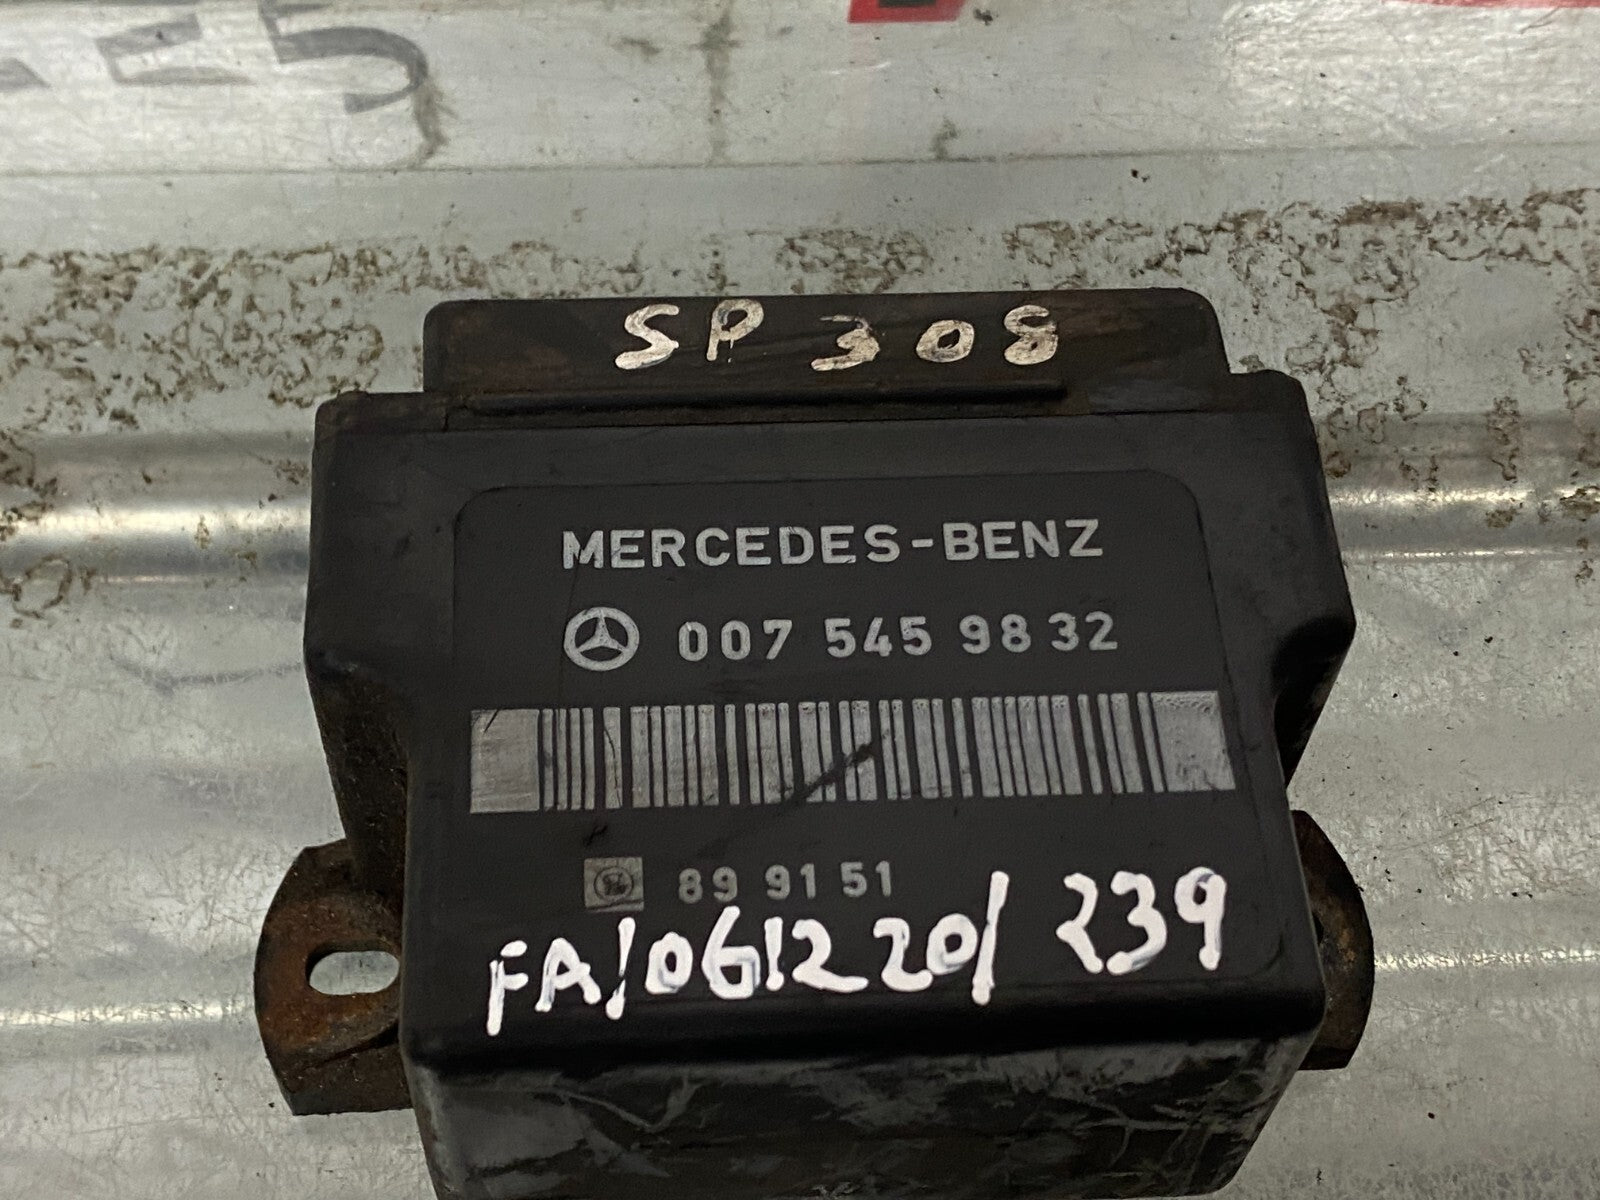 SP 308
MERCEDES-BENZ
007 545 98 32
89 91 51
FA/061220/239